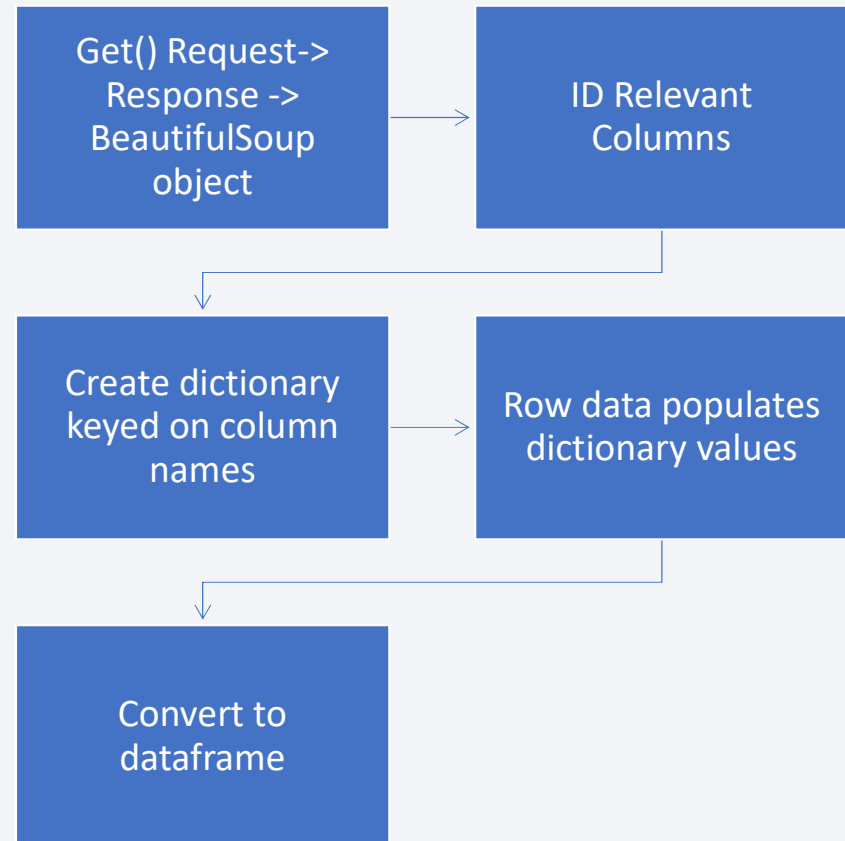 Get() Request->
Response ->
BeautifulSoup
object
ID Relevant
Columns
Create dictionary
keyed on column
names
Row data populates
dictionary values
Convert to
dataframe